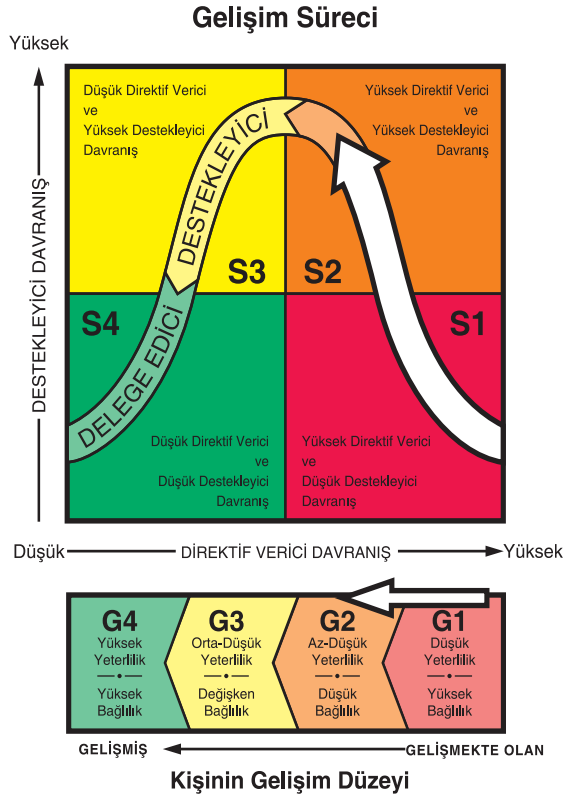 Gelişim Süreci
Yüksek
DESTEKLEYİCİ DAVRANIŞ
Düşük Direktif Verici
ve
Yüksek Destekleyici
Davranış
Yüksek Direktif Verici
ve
Yüksek Destekleyici
Davranış
DESTEKLEYİCİ
S3
S2
S4
S1
DELEGE EDİCİ
Düşük Direktif Verici
ve
Düşük Destekleyici
Davranış
Yüksek Direktif Verici
ve
Düşük Destekleyici
Davranış
Düşük
DİREKTİF VERİCİ DAVRANIŞ
Yüksek
G4
Yüksek
Yeterlilik
Yüksek
Bağlılık
G3
Orta-Düşük
Yeterlilik
Değişken
Bağlılık
G2
Az-Düşük
Yeterlilik
Düşük
Bağlılık
G1
Düşük
Yeterlilik
Yüksek
Bağlılık
GELİŞMİŞ
GELİŞMEKTE OLAN
Kişinin Gelişim Düzeyi